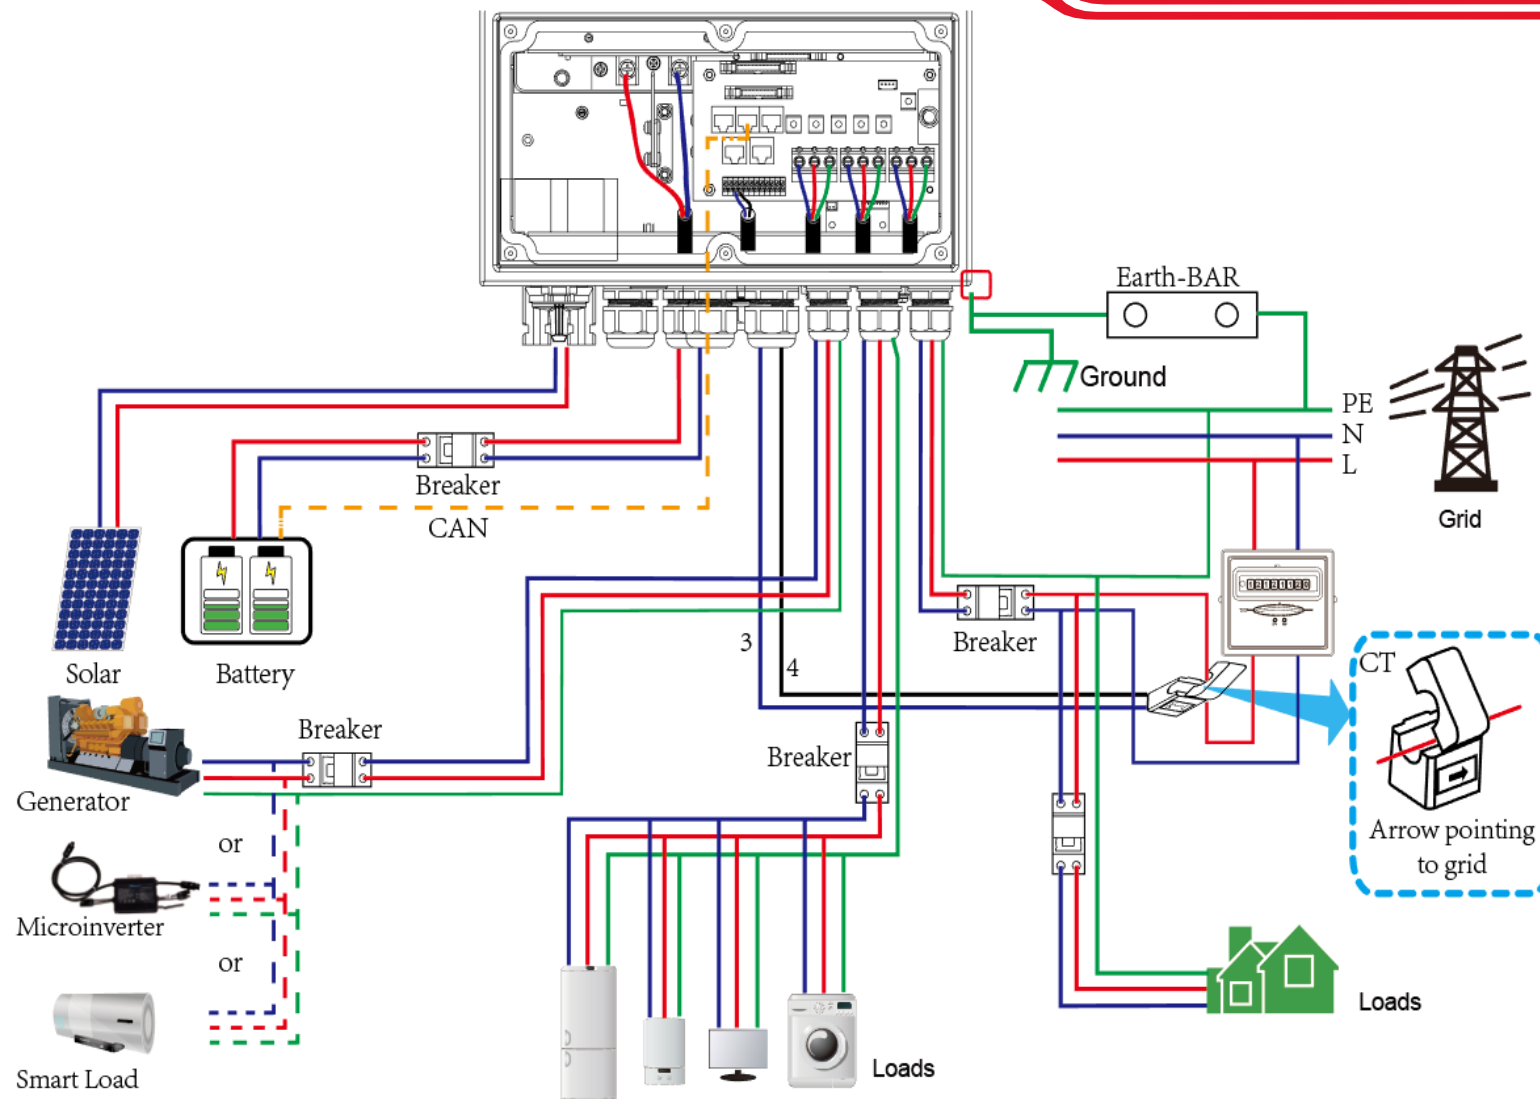 Earth-BAR
Ground
PE
N
L
Grid
Breaker
CAN
Solar
Battery
3
4
Breaker
CT
Generator
Breaker
Breaker
or
Microinverter
or
Arrow pointing
to grid
Smart Load
Loads
Loads